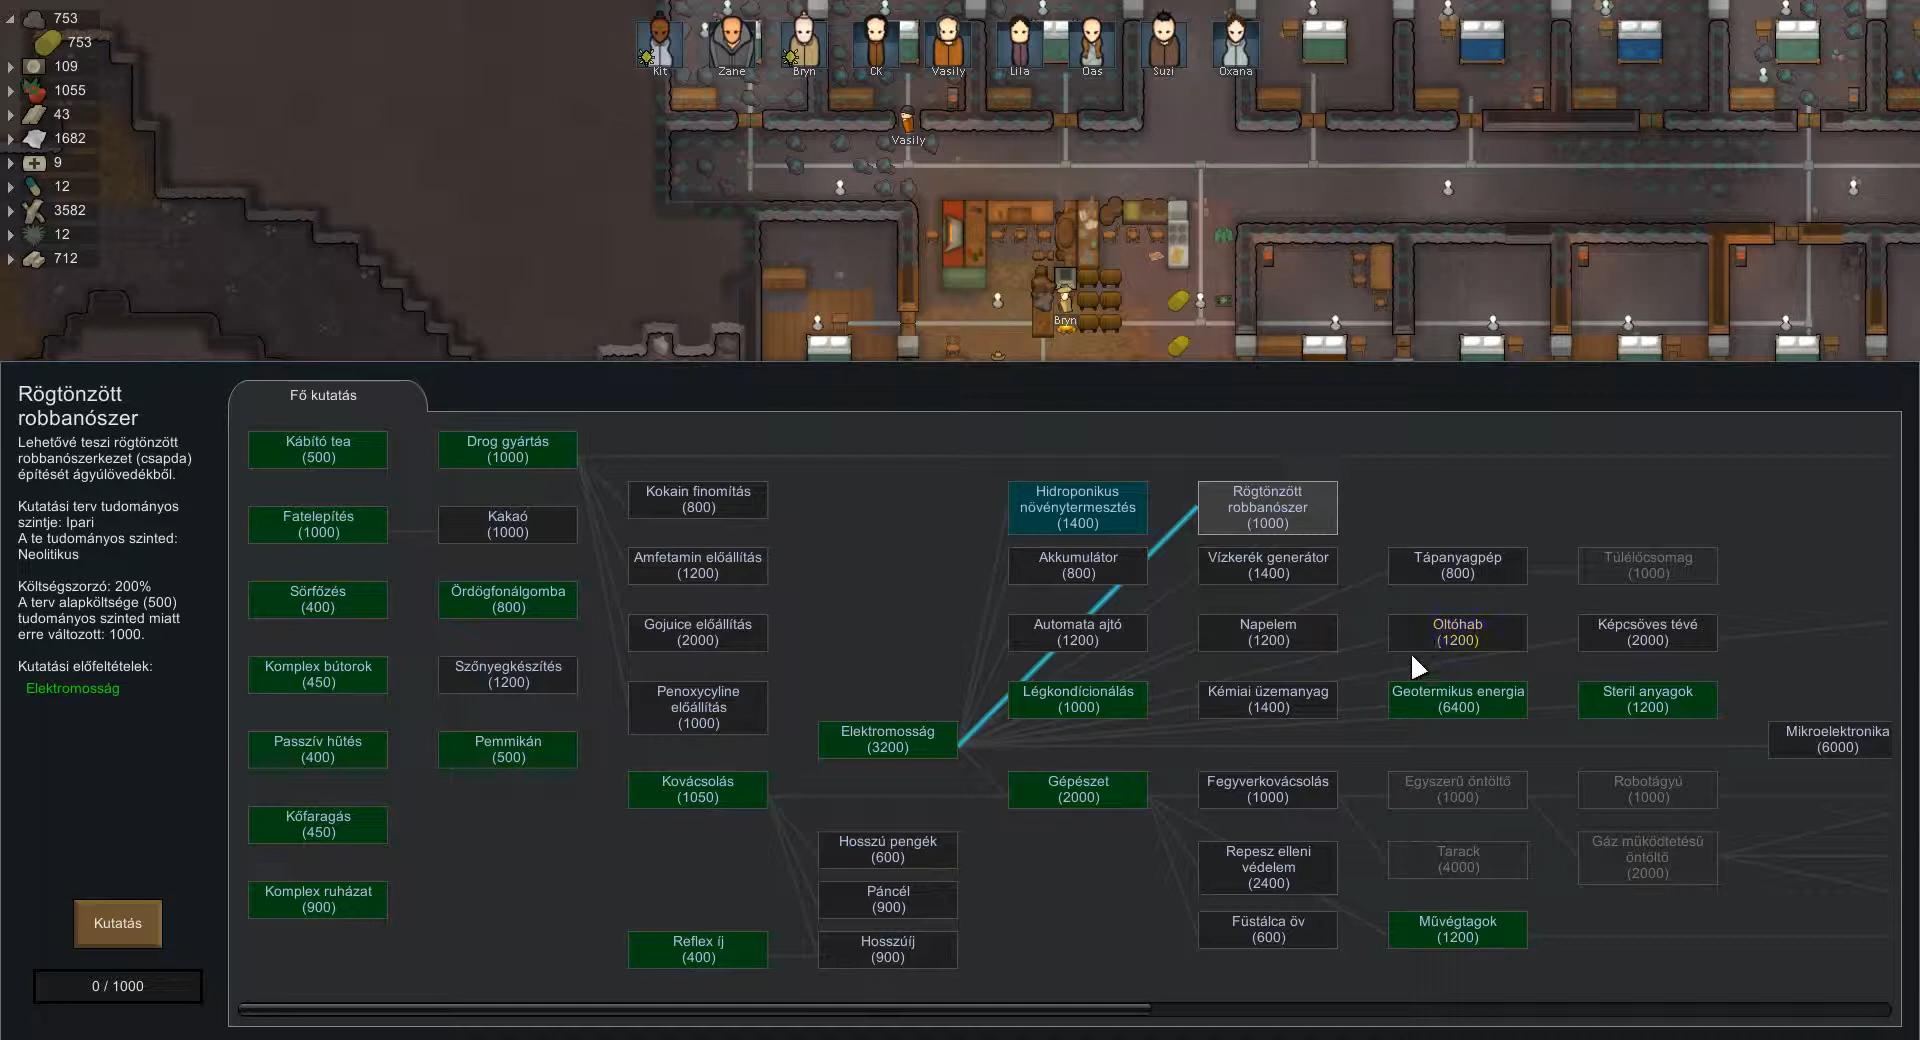 753
753
109
1055
43
1682
9
12
3582
12
712
Kit
Zane
Bryn
CK
Vasily
Lila
Oas
Suzi
Oxana
Vasily
Bryn
Rögtönzött
robbanószer
Lehetővé teszi rögtönzött
robbanószerkezet (csapda)
építését ágyúlövedékből.
Kutatási terv tudományos
szintje: Ipari
A te tudományos szinted:
Neolitikus
Költségszorzó: 200%
A terv alapköltsége (500)
tudományos szinted miatt
erre változott: 1000.
Kutatási előfeltételek:
Elektromosság
Kutatás
0 / 1000
Fő kutatás
Kábító tea
(500)
Fatelepítés
(1000)
Sörfőzés
(400)
Komplex bútorok
(450)
Passzív hűtés
(400)
Kőfaragás
(450)
Komplex ruházat
(900)
Drog gyártás
(1000)
Kakaó
(1000)
Ördögfonálgomba
(800)
Szőnyegkészítés
(1200)
Pemmikán
(500)
Kokain finomítás
(800)
Amfetamin előállítás
(1200)
Gojuice előállítás
(2000)
Penoxycyline
előállítás
(1000)
Kovácsolás
(1050)
Reflex íj
(400)
Elektromosság
(3200)
Hosszú pengék
(600)
Páncél
(900)
Hosszúíj
(900)
Hidroponikus
növénytermesztés
(1400)
Akkumulátor
(800)
Automata ajtó
(1200)
Légkondícionálás
(1000)
Gépészet
(2000)
Rögtönzött
robbanószer
(1000)
Vízkerék generátor
(1400)
Napelem
(1200)
Kémiai üzemanyag
(1400)
Fegyverkovácsolás
(1000)
Repesz elleni
védelem
(2400)
Füstálca öv
(600)
Tápanyagpép
(800)
Oltóhab
(1200)
Geotermikus energia
(6400)
Egyszerű öntöltő
(1000)
Tarack
(4000)
Művégtagok
(1200)
Túlélőcsomag
(1000)
Képcsöves tévé
(2000)
Steril anyagok
(1200)
Robotágyú
(1000)
Gáz működtetésű
öntöltő
(2000)
Mikroelektronika
(6000)